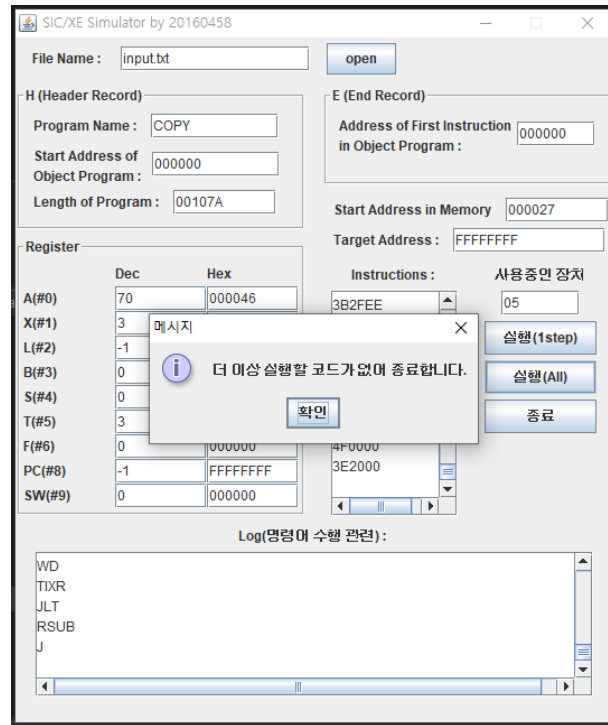 SIC/XE Simulator by 20160458
File Name : input.txt open
H (Header Record)
Program Name : COPY
Start Address of
Object Program : 000000
Length of Program : 00107A
E (End Record)
Address of First Instruction
in Object Program : 000000
Start Address in Memory 000027
Target Address : FFFFFFFF
Register
Dec Hex
A(#0) 70 000046
X(#1) 3
L(#2) -1
B(#3) 0
S(#4) 0
T(#5) 3
F(#6) 0 000000
PC(#8) -1 FFFFFFFF
SW(#9) 0 000000
Instructions :
3B2FEE
4F0000
3E2000
사용중인 장처
05
실행(1step)
실행(All)
종료
메시지
더 이상 실행할 코드가 없어 종료합니다.
확인
Log(명령어 수행 관련) :
WD
TIXR
JLT
RSUB
J